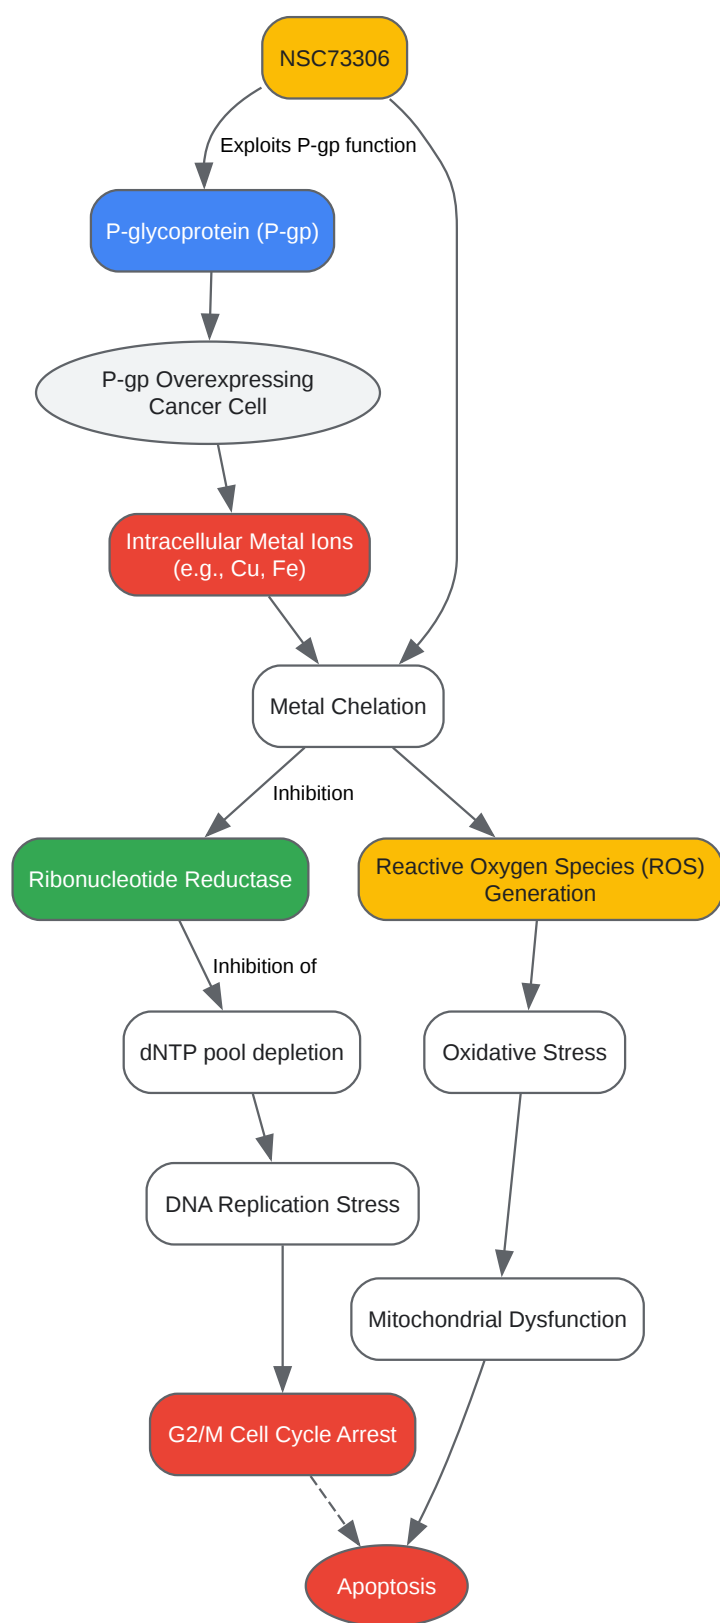 NSC73306
Exploits P-gp function
P-glycoprotein (P-gp)
P-gp Overexpressing
Cancer Cell
Intracellular Metal Ions
(e.g., Cu, Fe)
Metal Chelation
Inhibition
Ribonucleotide Reductase
Reactive Oxygen Species (ROS)
Generation
Inhibition of
dNTP pool depletion
Oxidative Stress
DNA Replication Stress
Mitochondrial Dysfunction
G2/M Cell Cycle Arrest
Apoptosis